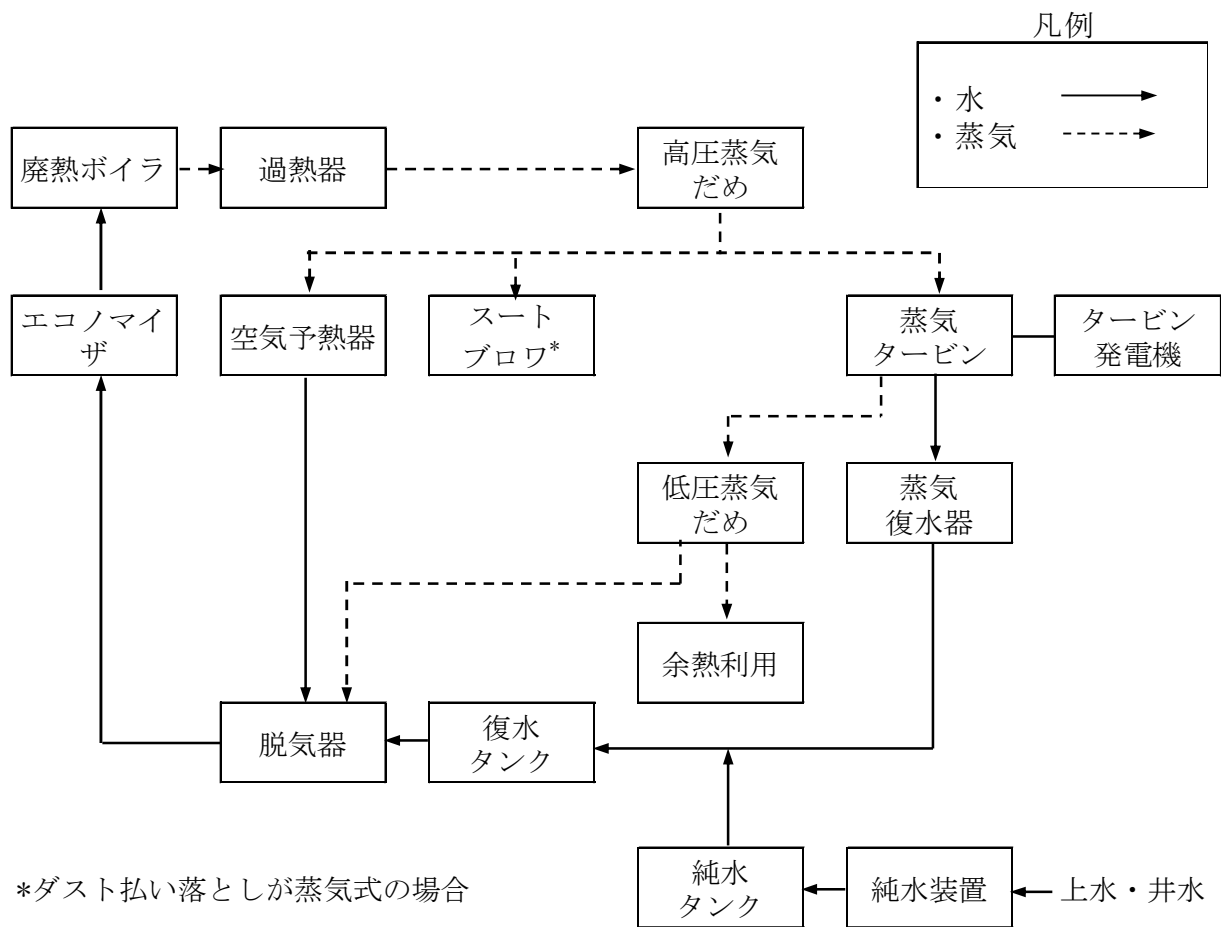 凡例
・水
・蒸気
廃熱ボイラ
過熱器
高圧蒸気
だめ
エコノマイ
ザ
空気予熱器
スート
ブロワ*
蒸気
タービン
タービン
発電機
低圧蒸気
だめ
蒸気
復水器
余熱利用
脱気器
復水
タンク
純水
タンク
純水装置
上水・井水
*ダスト払い落としが蒸気式の場合